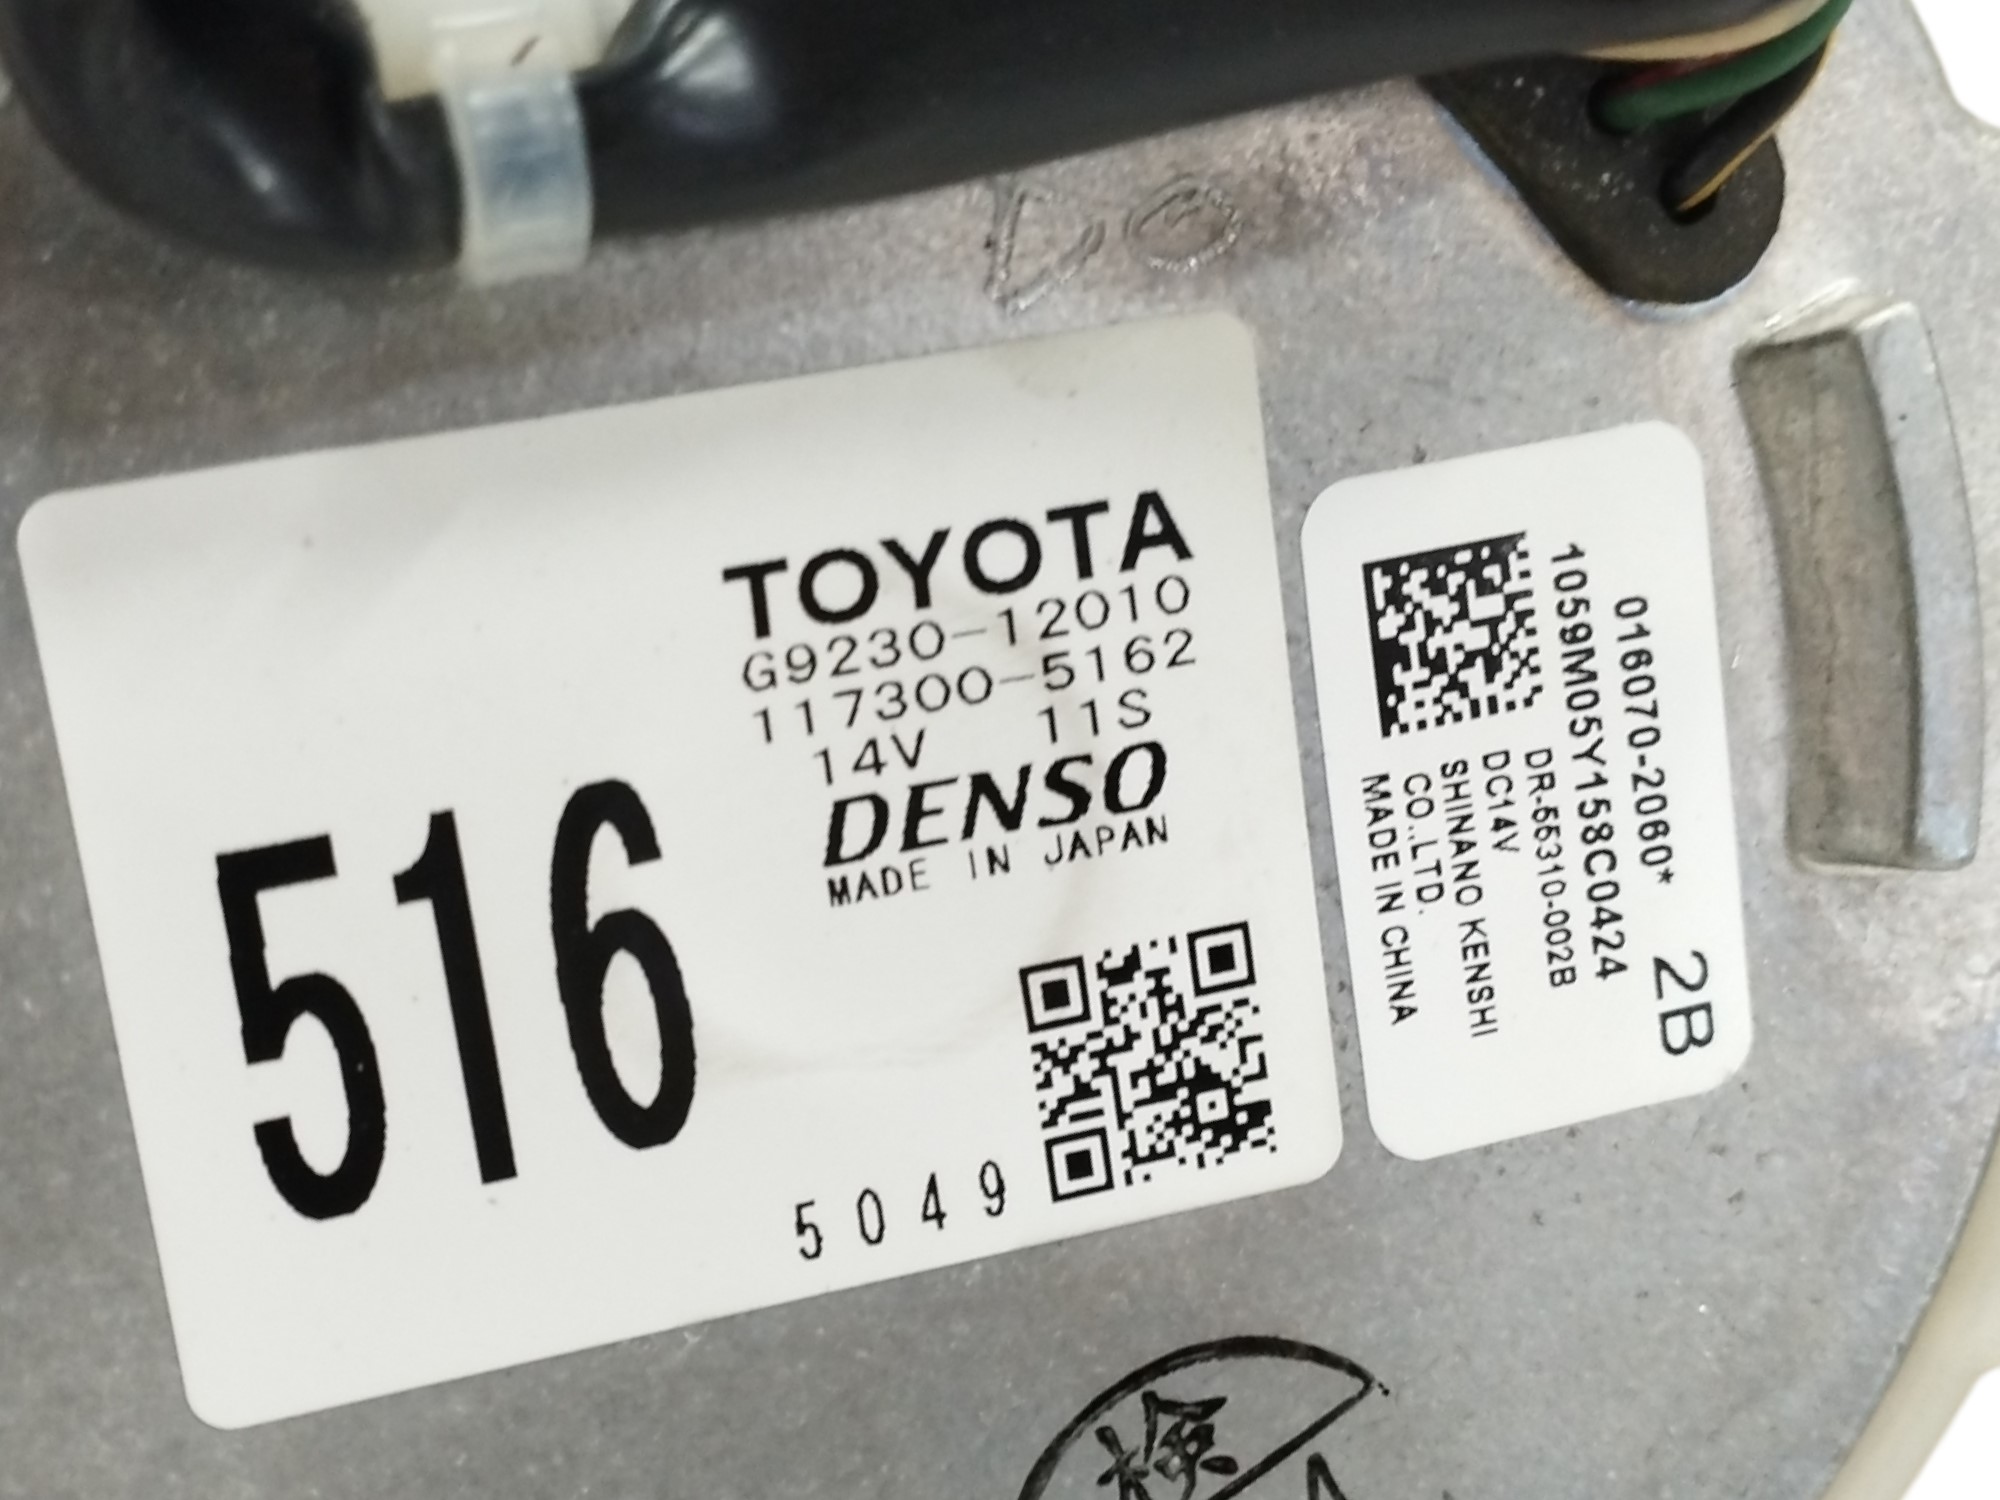 TOYOTA
G9230-12010
117300-5162
14V 11S
DENSO
MADE IN JAPAN
516
5049
2B
016070-2060*
1059M05Y158C0424
DR-55310-002B
DC14V
SHINANO KENSHI
CO.,LTD.
MADE IN CHINA
検